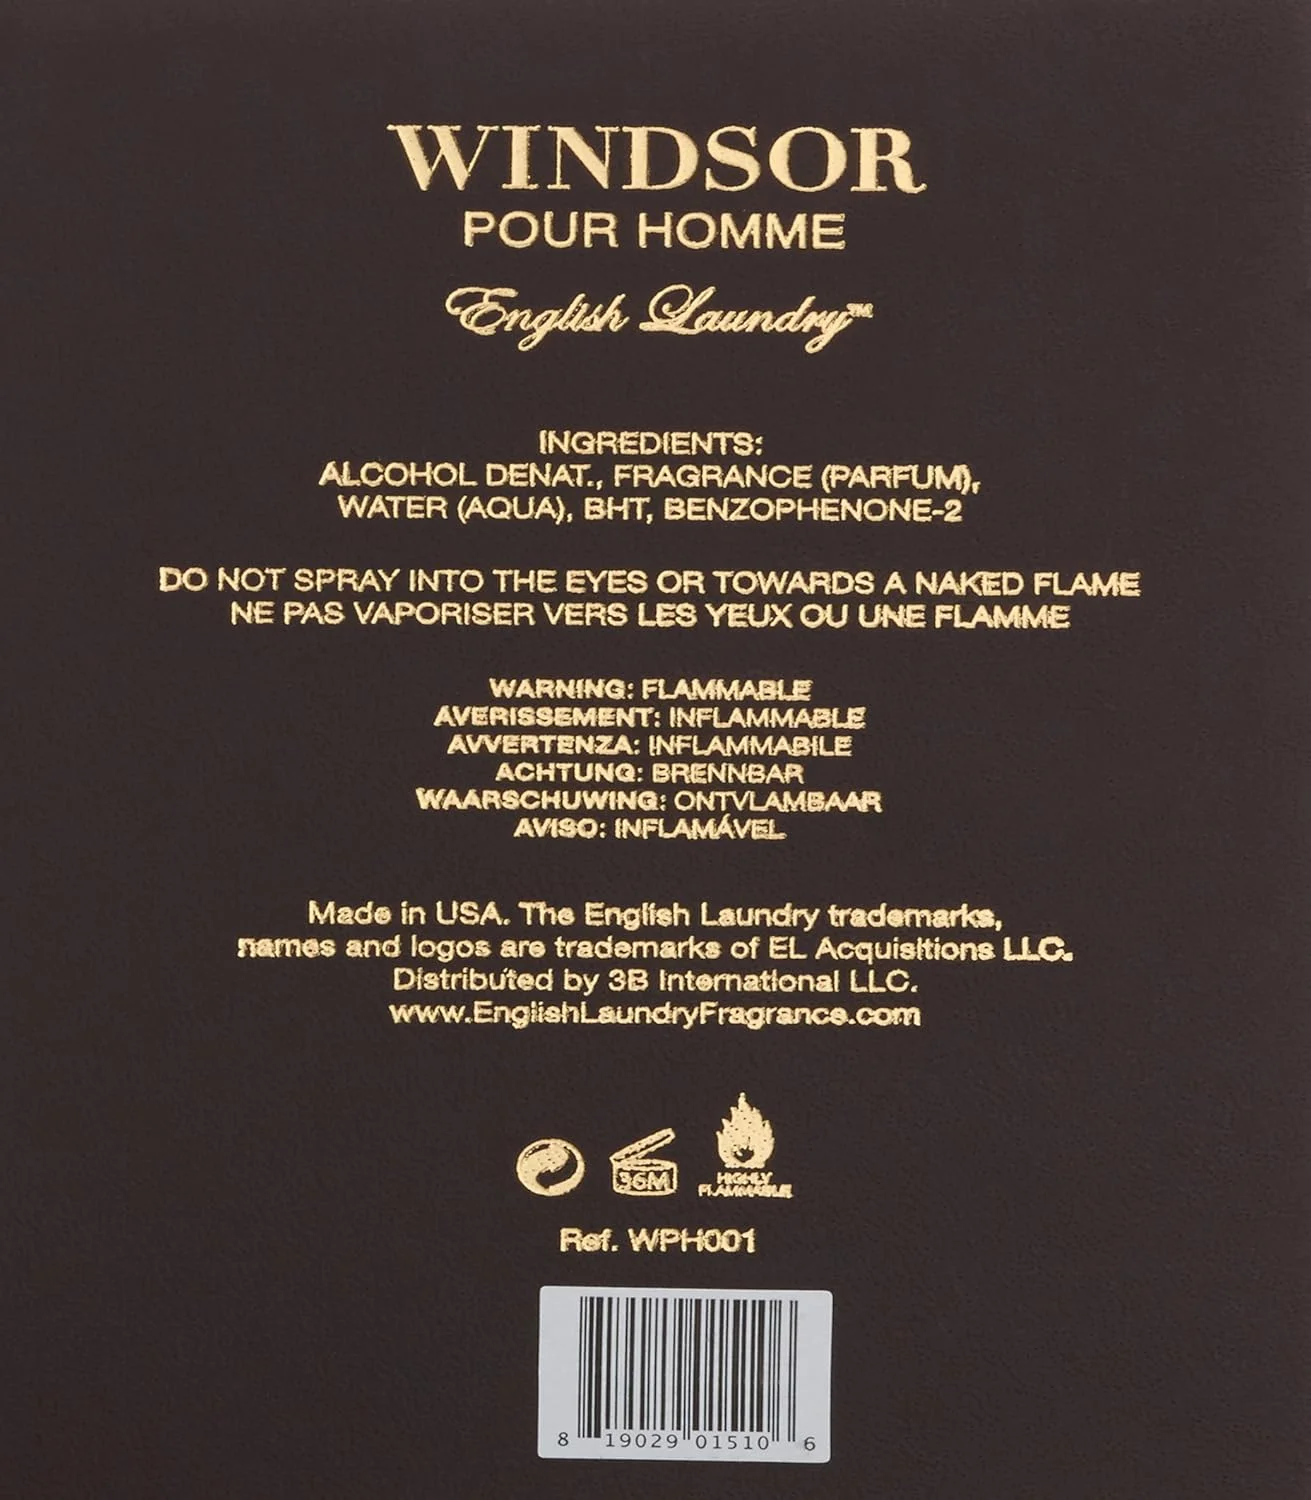 WINDSOR
POUR HOMME
English Laundry™
INGREDIENTS:
ALCOHOL DENAT., FRAGRANCE (PARFUM),
WATER (AQUA), BHT, BENZOPHENONE-2
DO NOT SPRAY INTO THE EYES OR TOWARDS A NAKED FLAME
NE PAS VAPORISER VERS LES YEUX OU UNE FLAMME
WARNING: FLAMMABLE
AVERISSEMENT: INFLAMMABLE
AVVERTENZA: INFLAMMABILE
ACHTUNG: BRENNBAR
WAARSCHUWING: ONTVLAMBAAR
AVISO: INFLAMÁVEL
Made in USA. The English Laundry trademarks,
names and logos are trademarks of EL Acquisitions LLC.
Distributed by 3B International LLC.
www.EnglishLaundryFragrance.com
36M
HIGHLY
FLAMMABLE
Ref. WPH001
8 19029 01510 6